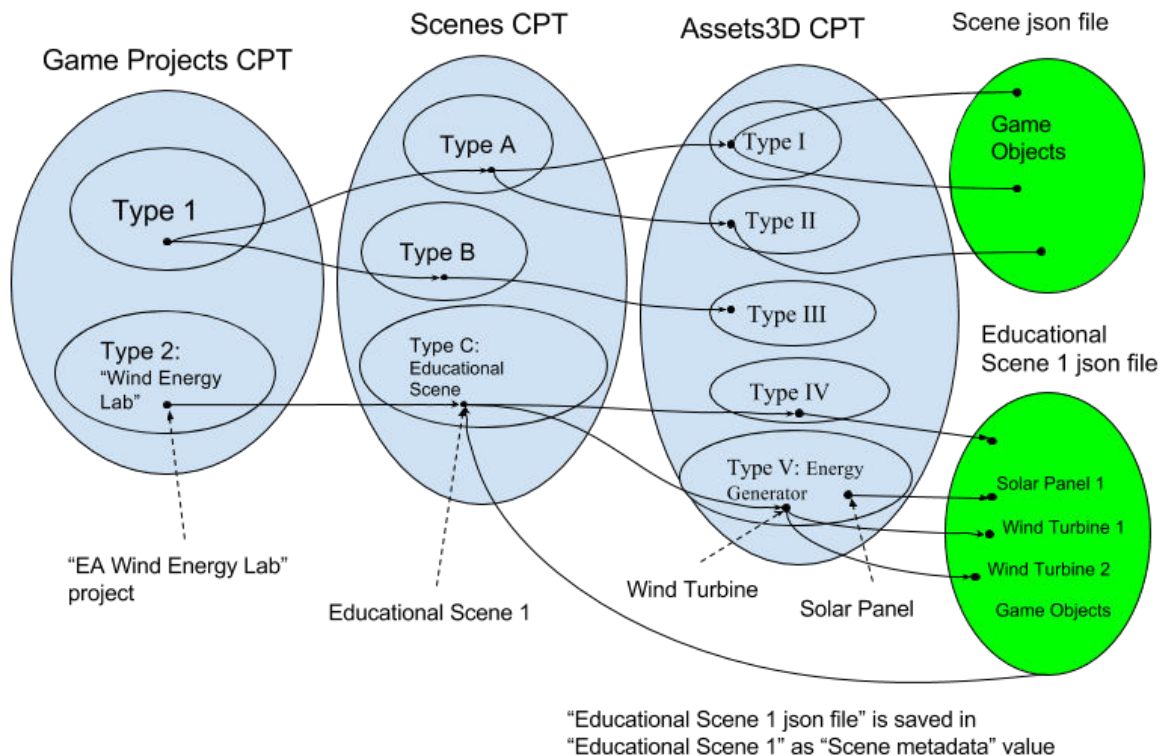 Game Projects CPT
Scenes CPT
Assets3D CPT
Scene json file
Type 1
Type 2:
“Wind Energy
Lab”
“EA Wind Energy Lab”
project
Type A
Type B
Type C:
Educational
Scene
Educational Scene 1
Type I
Type II
Type III
Type IV
Type V: Energy
Generator
Wind Turbine
Solar Panel
Game
Objects
Educational
Scene 1 json file
Solar Panel 1
Wind Turbine 1
Wind Turbine 2
Game Objects
“Educational Scene 1 json file” is saved in
“Educational Scene 1” as “Scene metadata” value